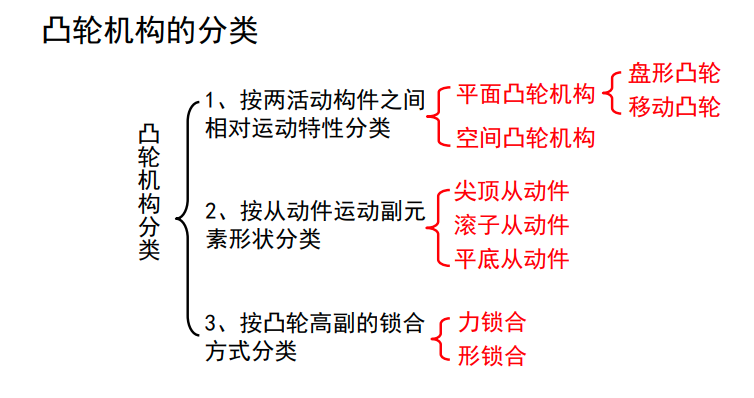 凸轮机构的分类
凸轮机构分类
1、按两活动构件之间
相对运动特性分类
平面凸轮机构
盘形凸轮
移动凸轮
空间凸轮机构
2、按从动件运动副元
素形状分类
尖顶从动件
滚子从动件
平底从动件
3、按凸轮高副的锁合
方式分类
力锁合
形锁合